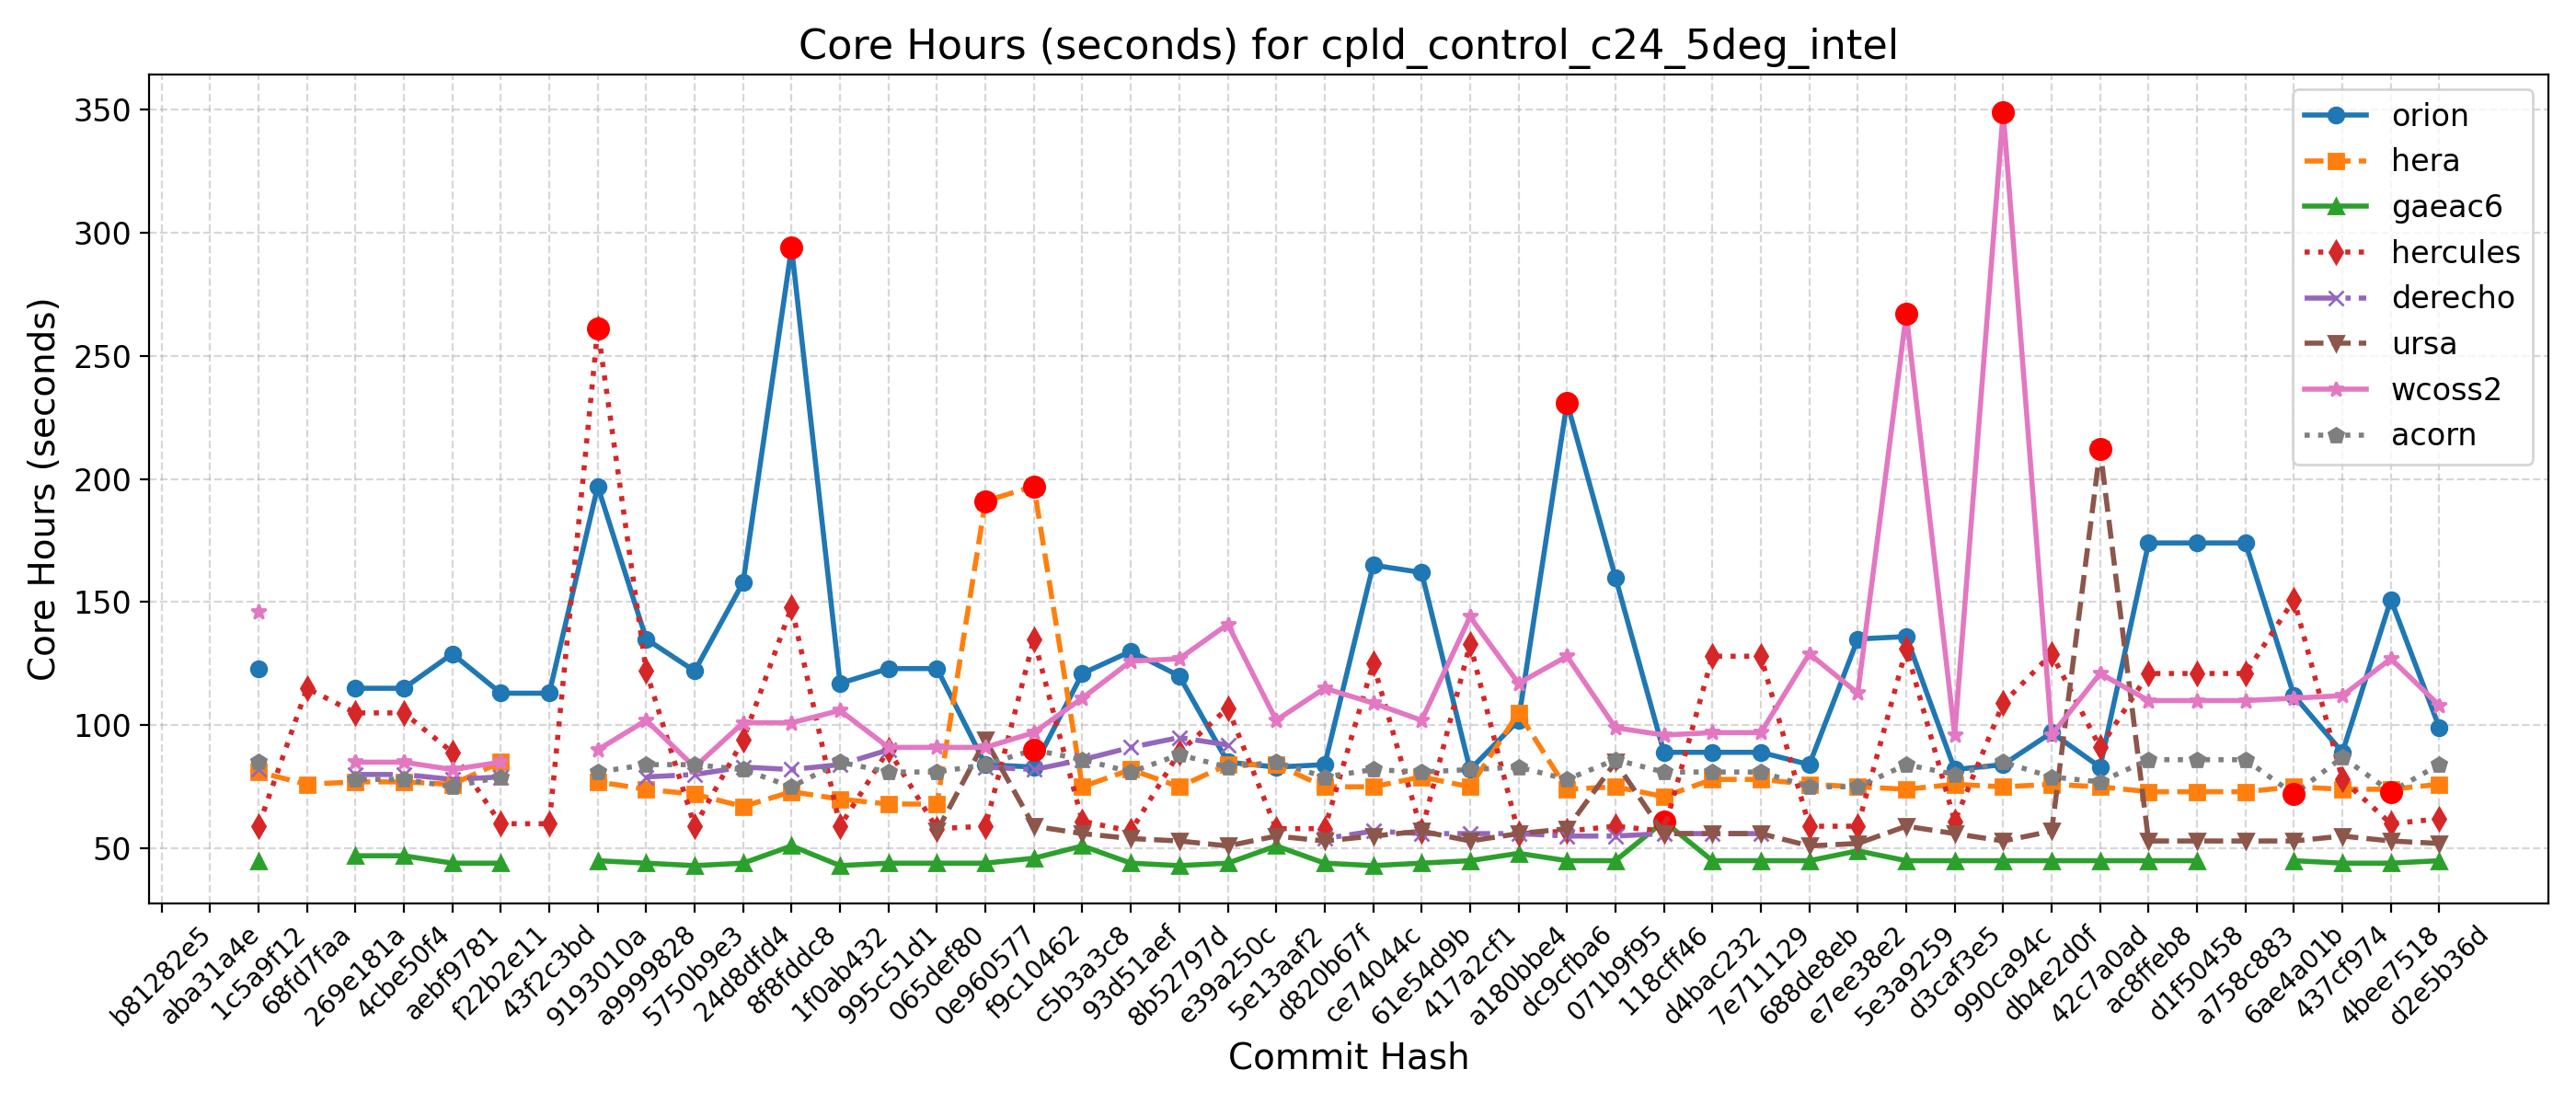 Core Hours (seconds) for cpld_control_c24_5deg_intel
Core Hours (seconds)
350
300
250
200
150
100
50
orion
hera
gaeac6
hercules
derecho
ursa
wcoss2
acorn
b81282e5
aba31a4e
1c5a9f12
68fd7faa
269e181a
4cbe50f4
aebf9781
f22b2e11
43f2c3bd
9193010a
a9999828
5750b9e3
24d8dfd4
8f8fddc8
1f0ab432
995c51d1
065def80
0e960577
f9c10462
c5b3a3c8
93d51aef
8b52797d
e39a250c
5e13aaf2
d820b67f
ce74044c
61e54d9b
417a2cf1
a180bbe4
dc9cfba6
071b9f95
118cff46
d4bac232
7e711129
688de8eb
e7ee38e2
5e3a9259
d3caf3e5
990ca94c
db4e2d0f
42c7a0ad
ac8ffeb8
d1f50458
a758c883
6ae4a01b
437cf974
4bee7518
d2e5b36d
Commit Hash